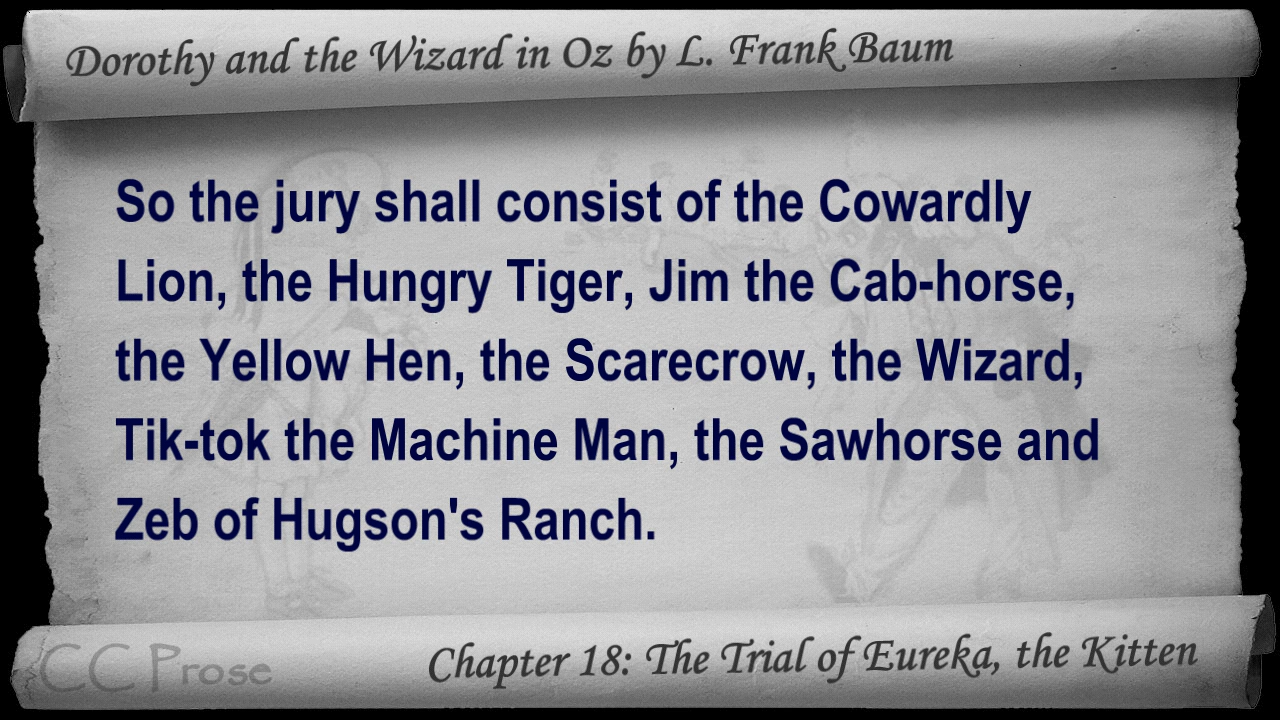 Dorothy and the Wizard in Oz by L. Frank Baum
So the jury shall consist of the Cowardly
Lion, the Hungry Tiger, Jim the Cab-horse,
the Yellow Hen, the Scarecrow, the Wizard,
Tik-tok the Machine Man, the Sawhorse and
Zeb of Hugson's Ranch.
CC Prose
Chapter 18: The Trial of Eureka, the Kitten